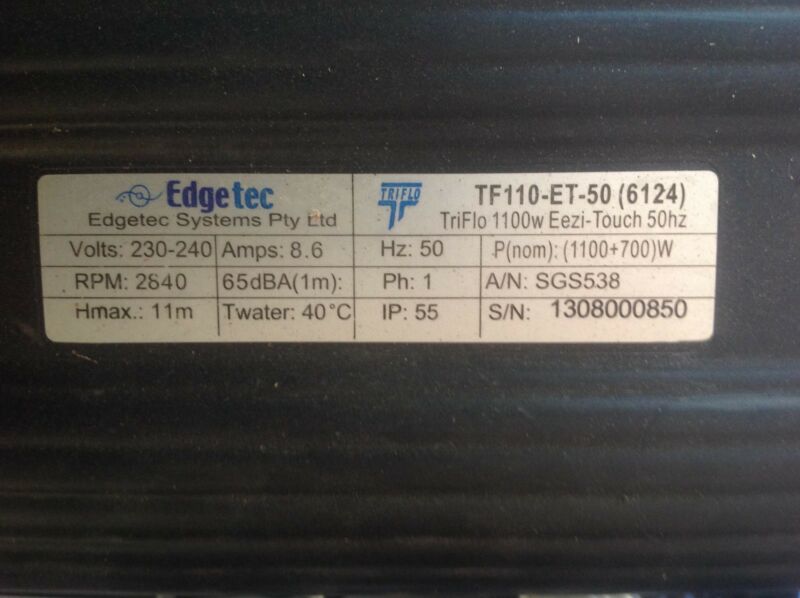 Edgetec
Edgetec Systems Pty Ltd
TRIFLO
TF110-ET-50 (6124)
TriFlo 1100w Eezi-Touch 50hz
Volts: 230-240 Amps: 8.6 Hz: 50 P(nom): (1100+700)W
RPM: 2840 65dBA(1m): Ph: 1 A/N: SGS538
Hmax.: 11m Twater: 40°C IP: 55 S/N: 1308000850